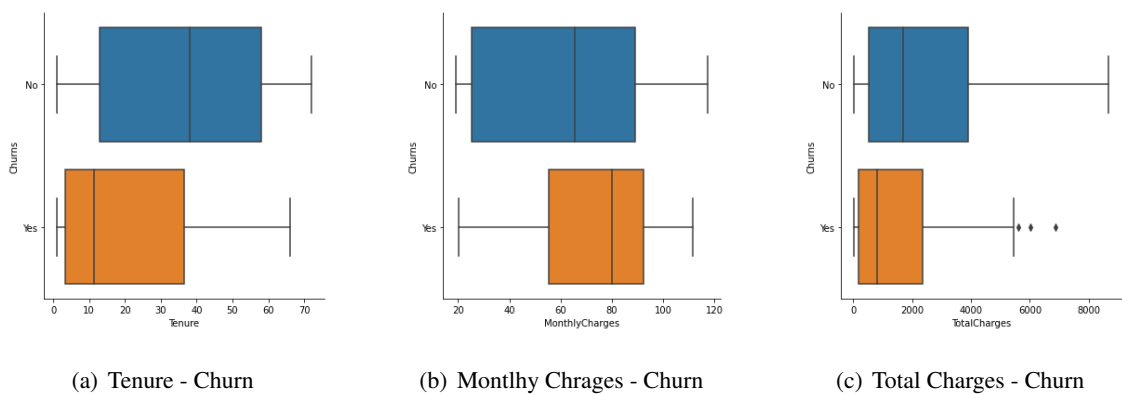 No
Yes
Churns
0 10 20 30 40 50 60 70
Tenure
No
Yes
Churns
20 40 60 80 100 120
MonthlyCharges
No
Yes
Churns
0 2000 4000 6000 8000
TotalCharges
(a) Tenure - Churn
(b) Montlhy Chrages - Churn
(c) Total Charges - Churn